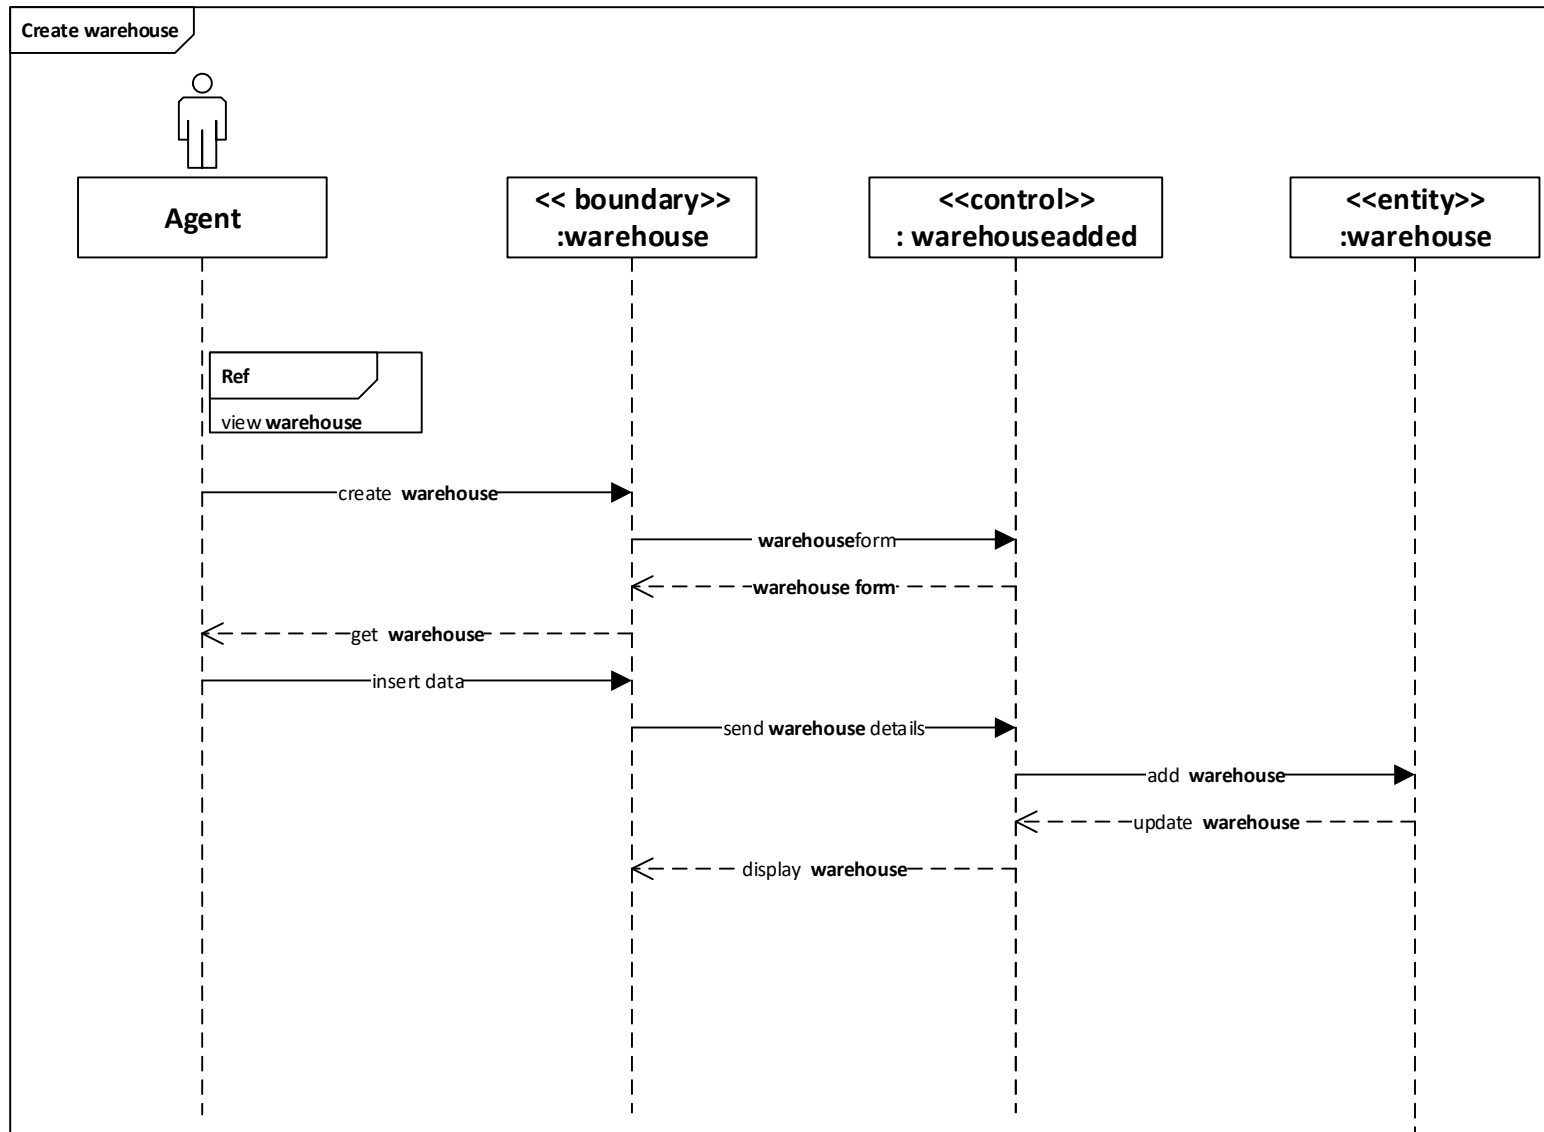 Create warehouse
Agent
<< boundary>>
:warehouse
<<control>>
: warehouseadded
<<entity>>
:warehouse
Ref
view warehouse
create warehouse
warehouseform
warehouse form
get warehouse
insert data
send warehouse details
add warehouse
update warehouse
display warehouse